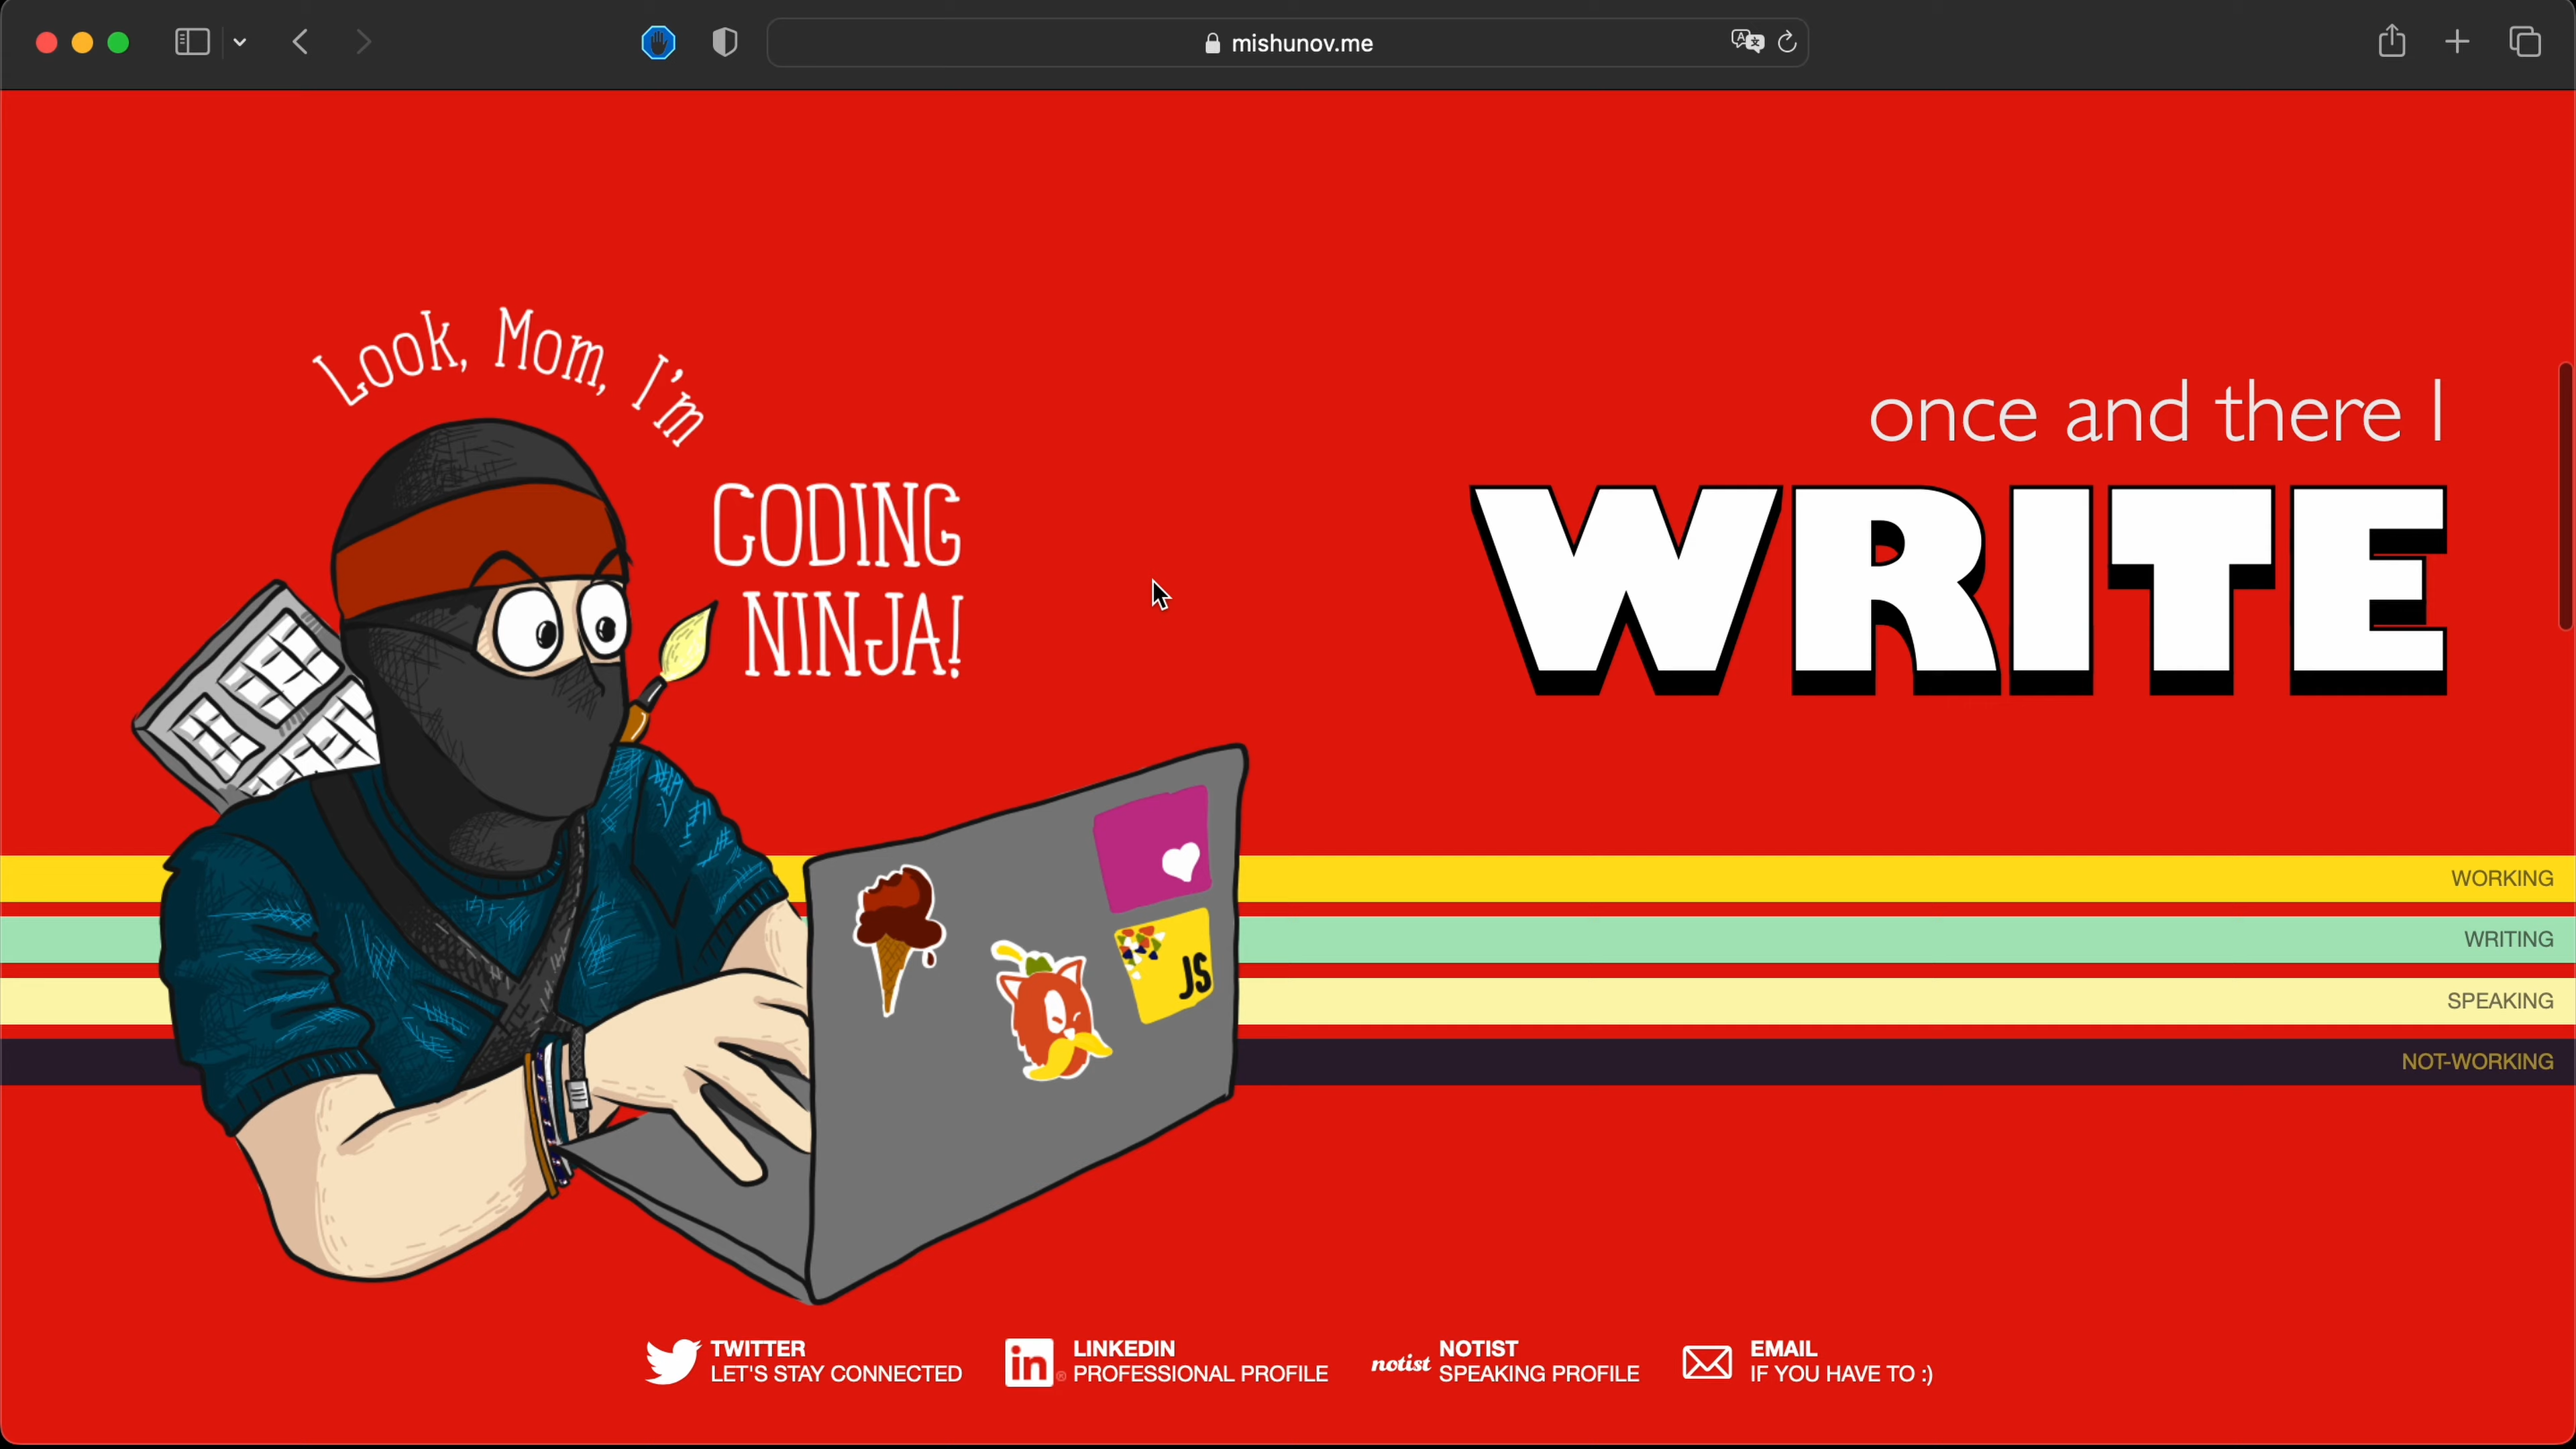 mishunov.me
Look, Mom, I'm
CODING
NINJA!
once and there I
WRITE
JS
WORKING
WRITING
SPEAKING
NOT-WORKING
TWITTER
LET'S STAY CONNECTED
in
LINKEDIN
PROFESSIONAL PROFILE
notist
NOTIST
SPEAKING PROFILE
EMAIL
IF YOU HAVE TO :)